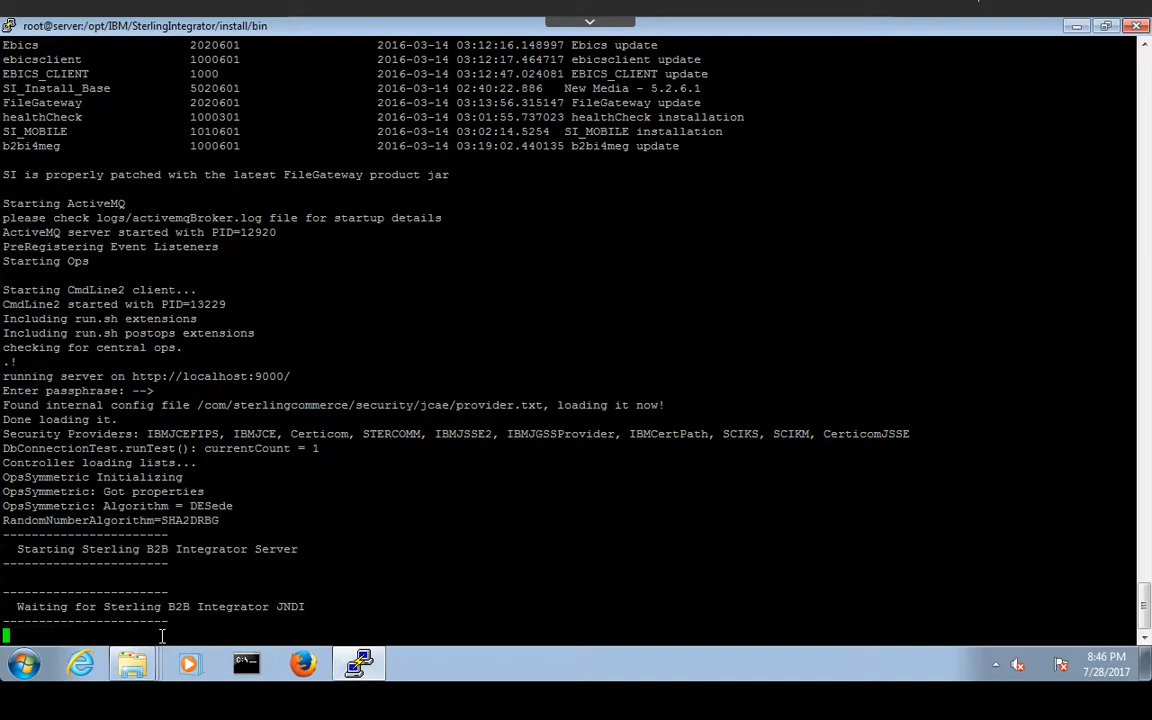 root@server:/opt/IBM/SterlingIntegrator/install/bin
Ebics 2020601 2016-03-14 03:12:16.148997 Ebics update
ebicsclient 1000601 2016-03-14 03:12:17.464717 ebicsclient update
EBICS_CLIENT 1000 2016-03-14 03:12:47.024081 EBICS_CLIENT update
SI_Install_Base 5020601 2016-03-14 02:40:22.886 New Media - 5.2.6.1
FileGateway 2020601 2016-03-14 03:13:56.315147 FileGateway update
healthCheck 1000301 2016-03-14 03:01:55.737023 healthCheck installation
SI_MOBILE 1010601 2016-03-14 03:02:14.5254 SI_MOBILE installation
b2bi4meg 1000601 2016-03-14 03:19:02.440135 b2bi4meg update
SI is properly patched with the latest FileGateway product jar
Starting ActiveMQ
please check logs/activemqBroker.log file for startup details
ActiveMQ server started with PID=12920
PreRegistering Event Listeners
Starting Ops
Starting CmdLine2 client...
CmdLine2 started with PID=13229
Including run.sh extensions
Including run.sh postops extensions
checking for central ops.
.!
running server on http://localhost:9000/
Enter passphrase: -->
Found internal config file /com/sterlingcommerce/security/jcae/provider.txt, loading it now!
Done loading it.
Security Providers: IBMJCEFIPS, IBMJCE, Certicom, STERCOMM, IBMJSSE2, IBMJGSSProvider, IBMCertPath, SCIKS, SCIKM, CerticomJSSE
DbConnectionTest.runTest(): currentCount = 1
Controller loading lists...
OpsSymmetric Initializing
OpsSymmetric: Got properties
OpsSymmetric: Algorithm = DESede
RandomNumberAlgorithm=SHA2DRBG
-----------------------
Starting Sterling B2B Integrator Server
-----------------------
-----------------------
Waiting for Sterling B2B Integrator JNDI
-----------------------
8:46 PM
7/28/2017